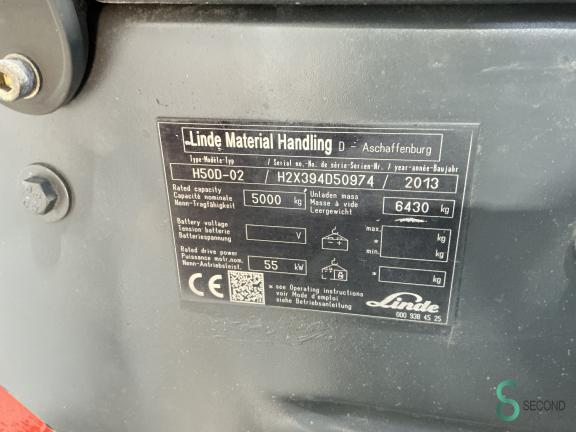 Linde Material Handling D - Aschaffenburg
Type-Modèle-Typ / Serial no.-No. de série-Serien-Nr. / year-année-Baujahr
H50D-02 / H2X394D50974 / 2013
Rated capacity
Capacité nominale
Nenn-Tragfähigkeit
5000 kg
Unladen mass
Masse à vide
Leergewicht
6430 kg
Battery voltage
Tension batterie
Batteriespannung
V
max. kg
*
min. kg
Rated drive power
Puissance motr.nom.
Nenn-Antriebsleist.
55 kW
* kg
CE
* see Operating instructions
voir Mode d'emploi
siehe Betriebsanleitung
Linde
000 938 45 25
S SECOND